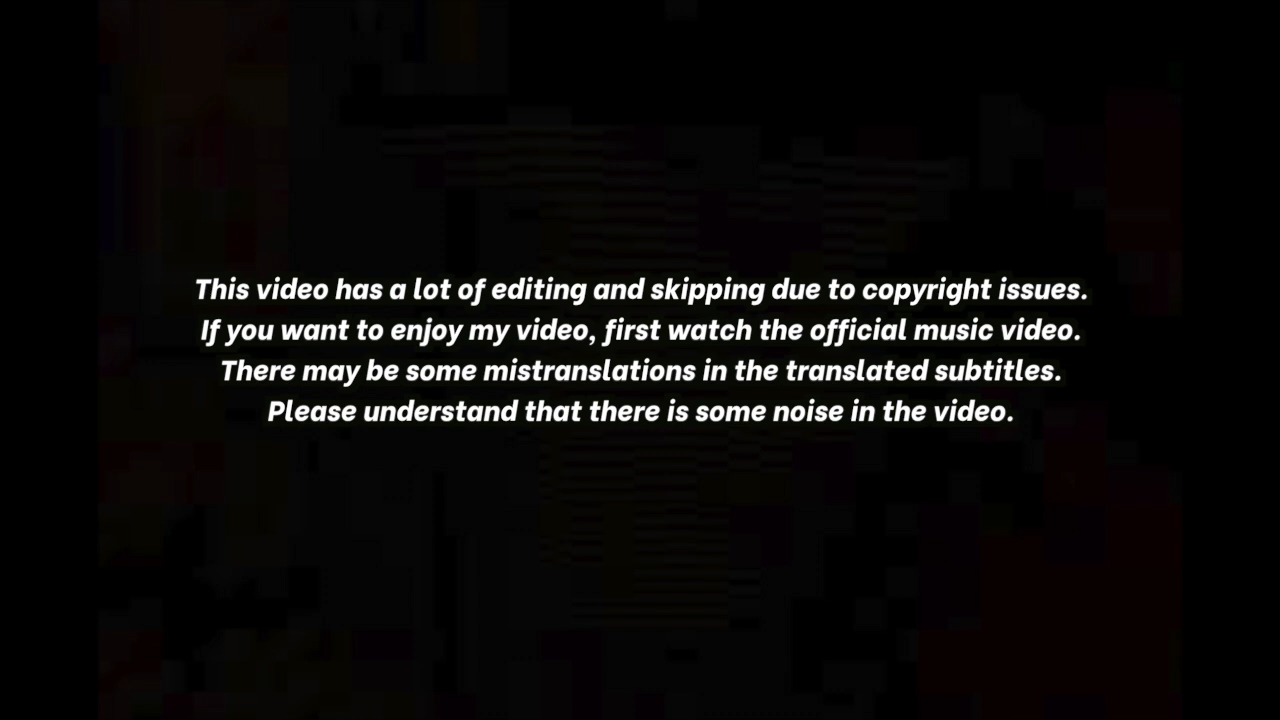 This video has a lot of editing and skipping due to copyright issues.
If you want to enjoy my video, first watch the official music video.
There may be some mistranslations in the translated subtitles.
Please understand that there is some noise in the video.